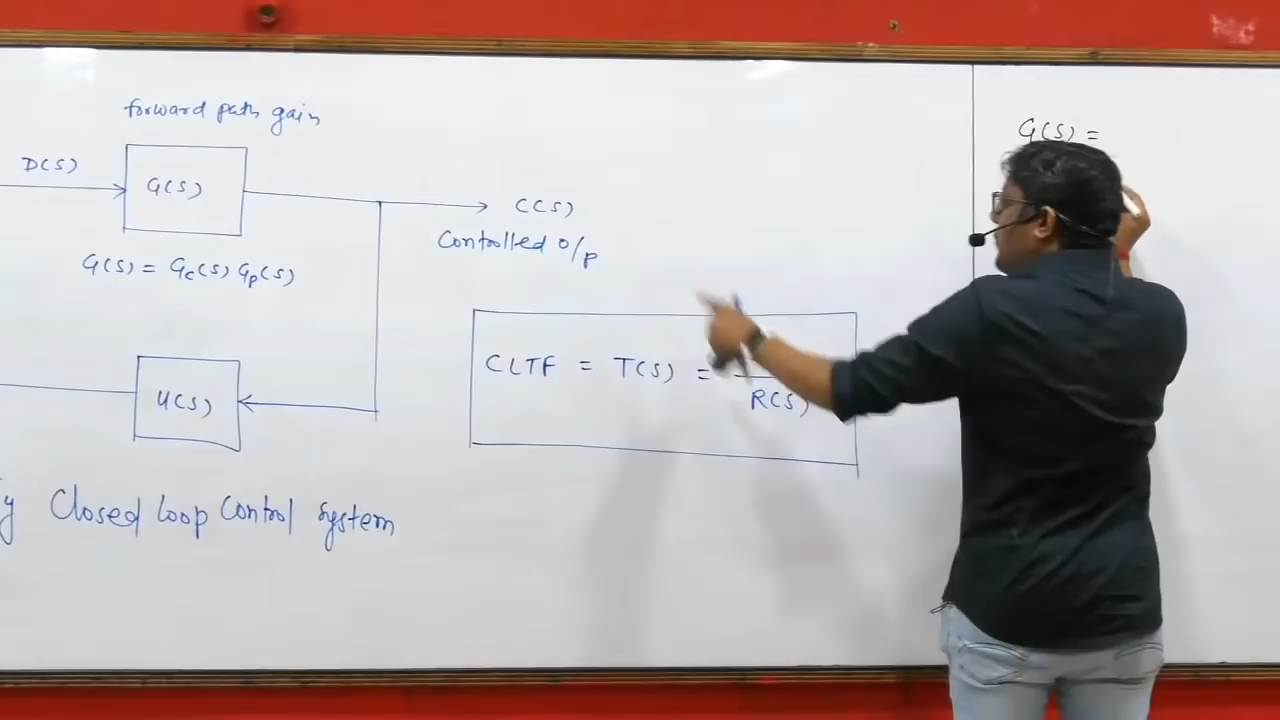 forward path gain
D(S)
G(S)
C(S)
Controlled o/p
G(S) = Gc(S) Gp(S)
H(S)
CLTF = T(S) =
R(S)
y Closed Loop Control System
G(S) =